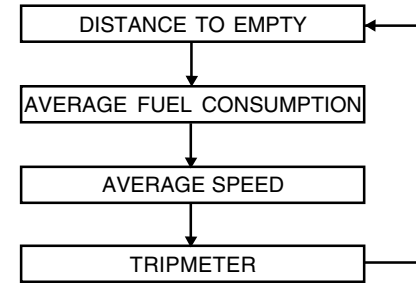 DISTANCE TO EMPTY
AVERAGE FUEL CONSUMPTION
AVERAGE SPEED
TRIPMETER